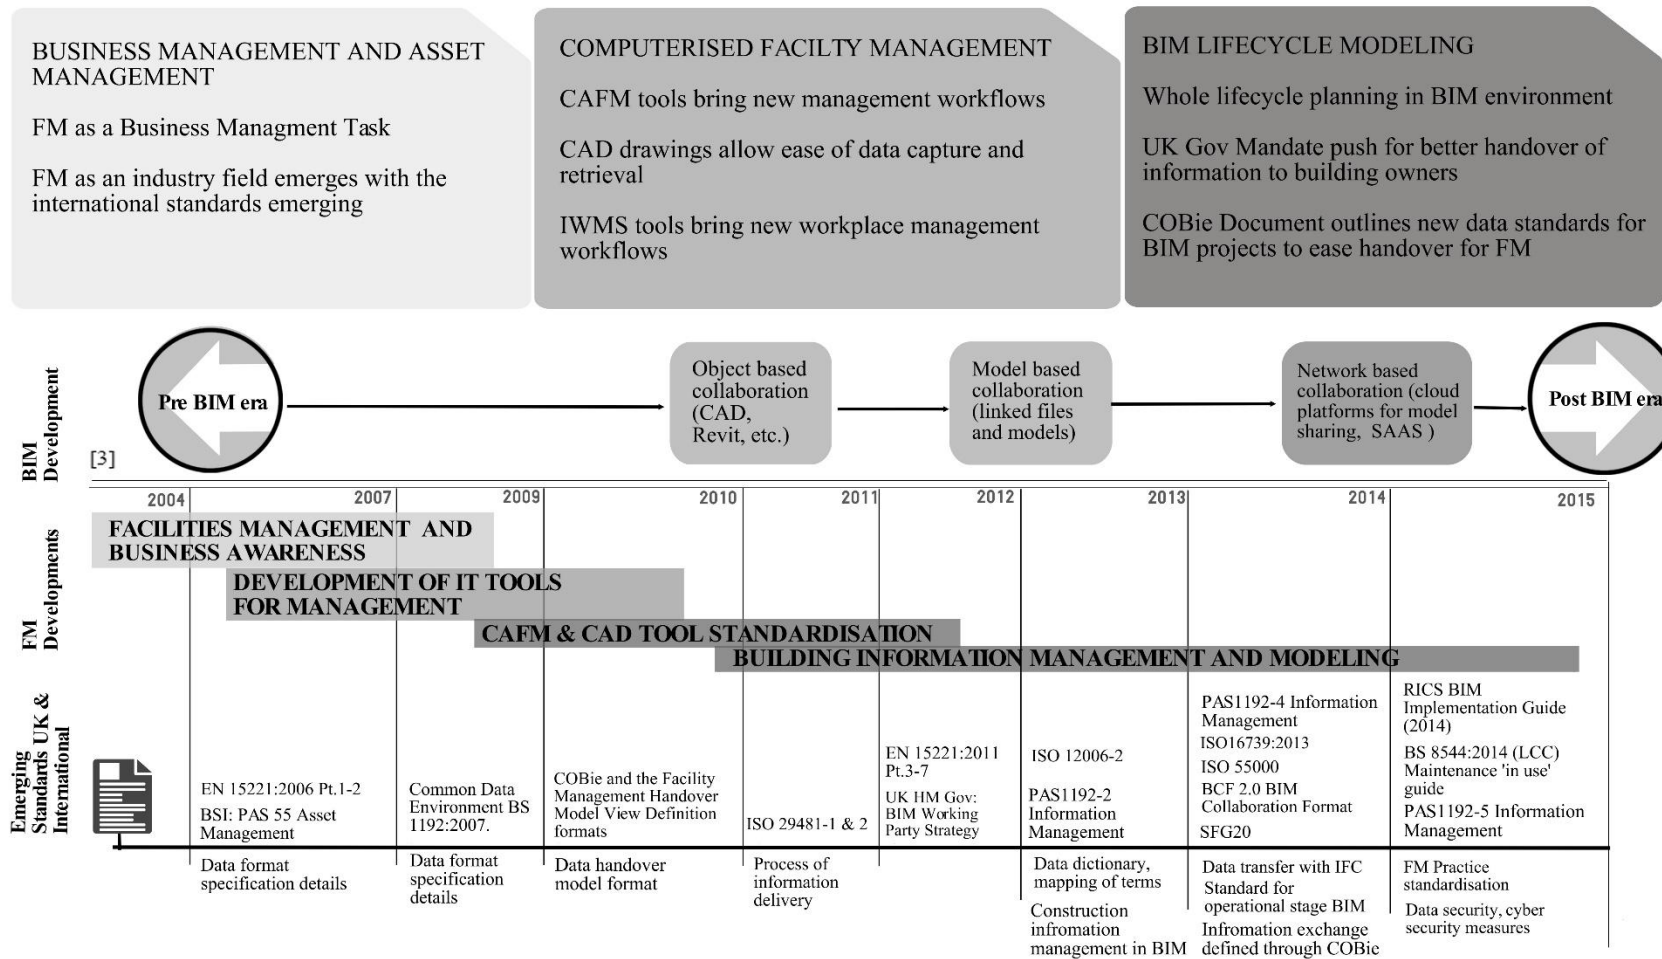 BUSINESS MANAGEMENT AND ASSET
MANAGEMENT
FM as a Business Managment Task
FM as an industry field emerges with the
international standards emerging
COMPUTERISED FACILTY MANAGEMENT
CAFM tools bring new management workflows
CAD drawings allow ease of data capture and
retrieval
IWMS tools bring new workplace management
workflows
BIM LIFECYCLE MODELING
Whole lifecycle planning in BIM environment
UK Gov Mandate push for better handover of
information to building owners
COBie Document outlines new data standards for
BIM projects to ease handover for FM
BIM
Development
[3]
Pre BIM era
Object based
collaboration
(CAD,
Revit, etc.)
Model based
collaboration
(linked files
and models)
Network based
collaboration (cloud
platforms for model
sharing, SAAS )
Post BIM era
2004
2007
2009
2010
2011
2012
2013
2014
2015
FM
Developments
FACILITIES MANAGEMENT AND
BUSINESS AWARENESS
DEVELOPMENT OF IT TOOLS
FOR MANAGEMENT
CAFM & CAD TOOL STANDARDISATION
BUILDING INFORMATION MANAGEMENT AND MODELING
Emerging
Standards UK &
International
EN 15221:2006 Pt.1-2
BSI: PAS 55 Asset
Management
Common Data
Environment BS
1192:2007.
COBie and the Facility
Management Handover
Model View Definition
formats
ISO 29481-1 & 2
EN 15221:2011
Pt.3-7
UK HM Gov:
BIM Working
Party Strategy
ISO 12006-2
PAS1192-2
Information
Management
PAS1192-4 Information
Management
ISO16739:2013
ISO 55000
BCF 2.0 BIM
Collaboration Format
SFG20
RICS BIM
Implementation Guide
(2014)
BS 8544:2014 (LCC)
Maintenance 'in use'
guide
PAS1192-5 Information
Management
Data format
specification details
Data format
specification
details
Data handover
model format
Process of
information
delivery
Data dictionary,
mapping of terms
Construction
infromation
management in BIM
Data transfer with IFC
Standard for
operational stage BIM
Infromation exchange
defined through COBie
FM Practice
standardisation
Data security, cyber
security measures